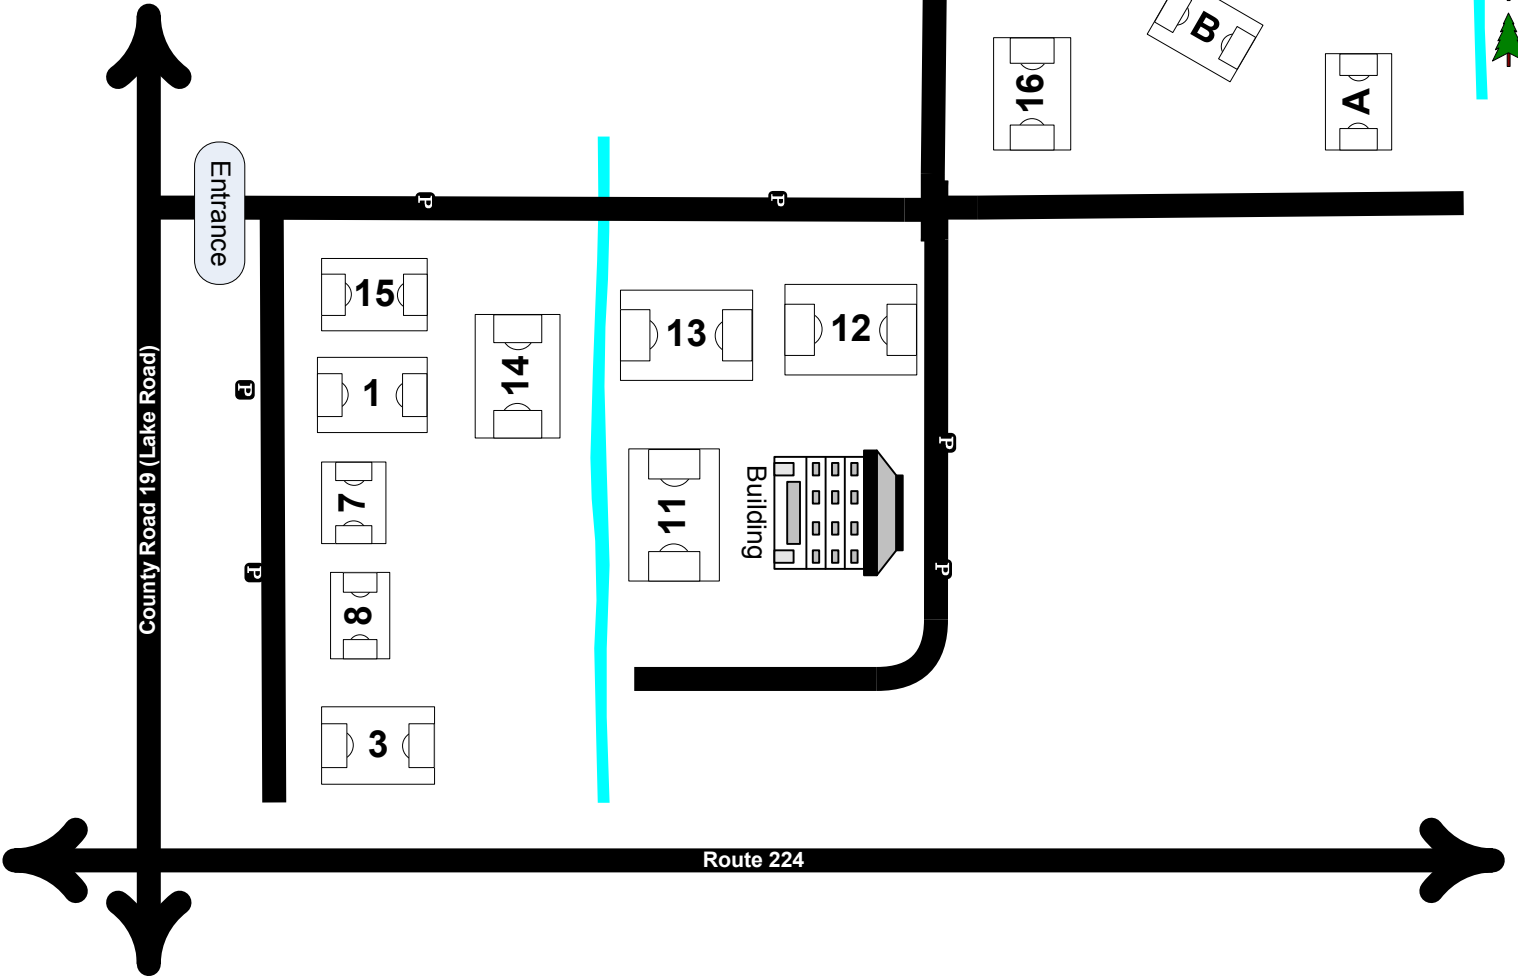 B
16
A
Entrance
P
P
15
13
12
14
1
P
County Road 19 (Lake Road)
P
7
11
Building
P
P
8
3
Route 224